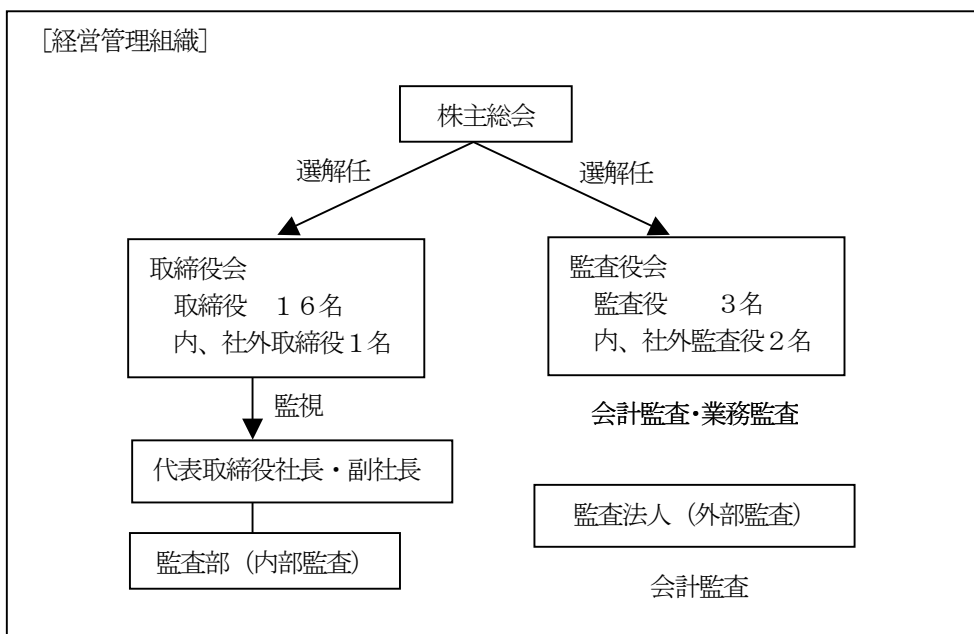 ［経営管理組織］
株主総会
選解任
選解任
取締役会
取締役　１６名
内、社外取締役１名
監査役会
監査役　　３名
内、社外監査役２名
監視
会計監査・業務監査
代表取締役社長・副社長
監査法人（外部監査）
監査部（内部監査）
会計監査